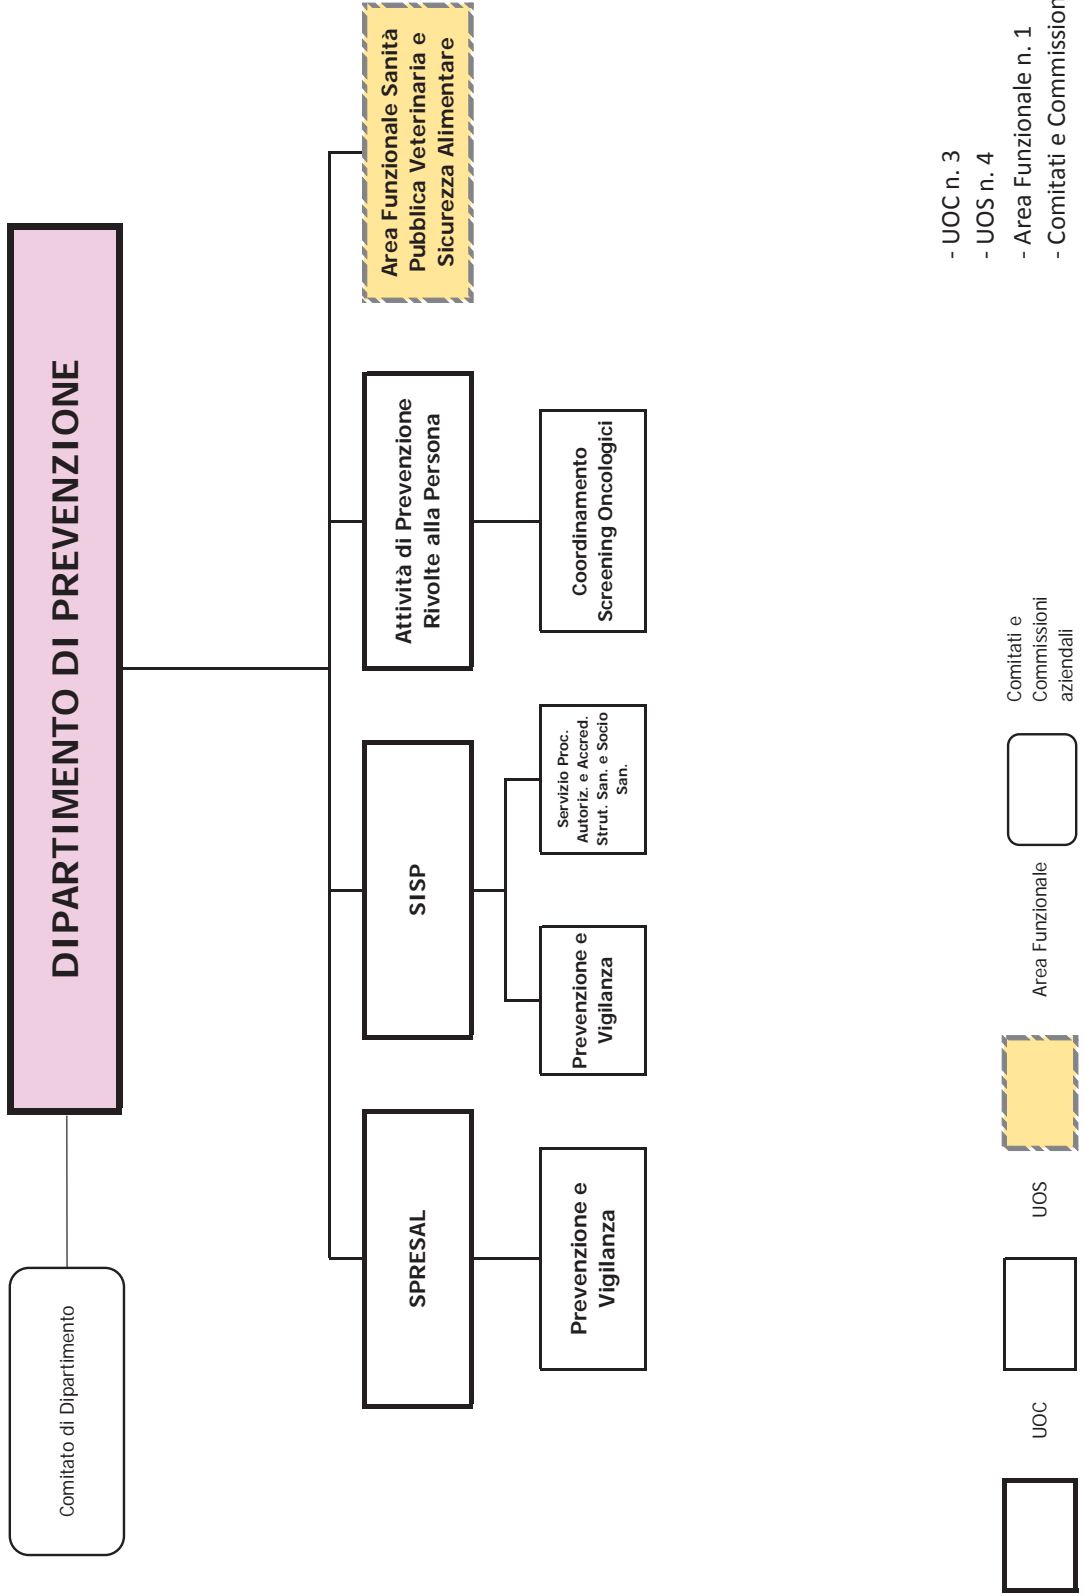 DIPARTIMENTO DI PREVENZIONE
Comitato di Dipartimento
SPRESAL
SISP
Attività di Prevenzione
Rivolte alla Persona
Area Funzionale Sanità
Pubblica Veterinaria e
Sicurezza Alimentare
Prevenzione e
Vigilanza
Prevenzione e
Vigilanza
Servizio Proc.
Autoriz. e Accred.
Strut. San. e Socio
San.
Coordinamento
Screening Oncologici
- UOC n. 3
- UOS n. 4
- Area Funzionale n. 1
- Comitati e Commission
UOC
UOS
Area Funzionale
Comitati e
Commissioni
aziendali